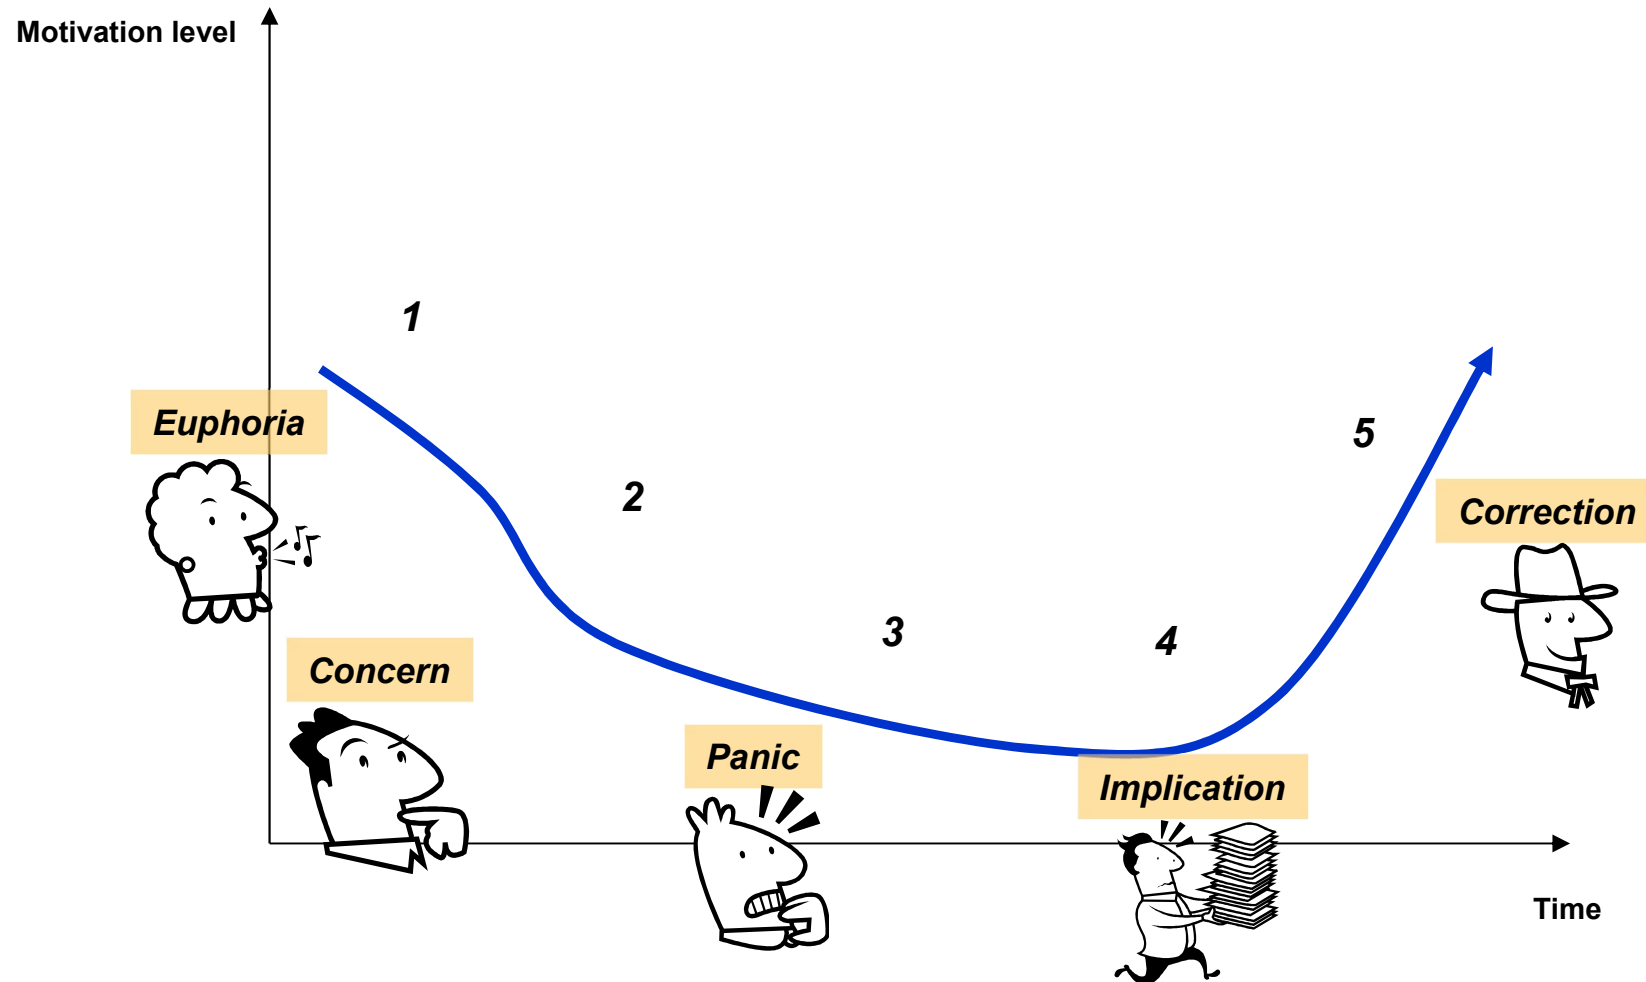 Motivation level
1
Euphoria
2
5
Correction
3
4
Concern
Panic
Implication
Time